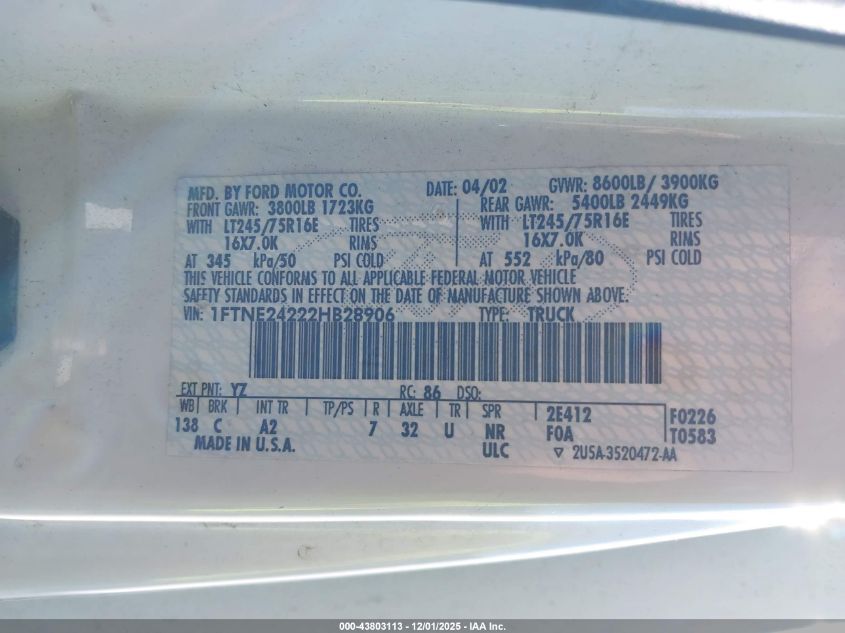 MFD. BY FORD MOTOR CO. DATE: 04/02 GVWR: 8600LB/ 3900KG
FRONT GAWR: 3800LB 1723KG REAR GAWR: 5400LB 2449KG
WITH LT245/75R16E TIRES WITH LT245/75R16E TIRES
16X7.0K RIMS 16X7.0K RIMS
AT 345 kPa/50 PSI COLD AT 552 kPa/80 PSI COLD
THIS VEHICLE CONFORMS TO ALL APPLICABLE FEDERAL MOTOR VEHICLE
SAFETY STANDARDS IN EFFECT ON THE DATE OF MANUFACTURE SHOWN ABOVE.
VIN: 1FTNE24222HB28906 TYPE: TRUCK
EXT PNT: YZ RC: 86 DSO:
WB BRK INT TR TP/PS R AXLE TR SPR 2E412 F0226
138 C A2 7 32 U NR F0A T0583
MADE IN U.S.A. ULC ▽ 2U5A-3520472-AA
000-43803113 - 12/01/2025 - IAA Inc.